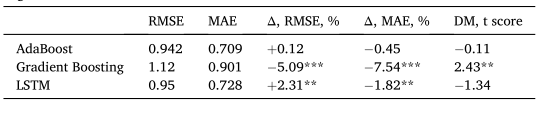 RMSE MAE Δ, RMSE, % Δ, MAE, % DM, t score
AdaBoost 0.942 0.709 +0.12 −0.45 −0.11
Gradient Boosting 1.12 0.901 −5.09*** −7.54*** 2.43**
LSTM 0.95 0.728 +2.31** −1.82** −1.34